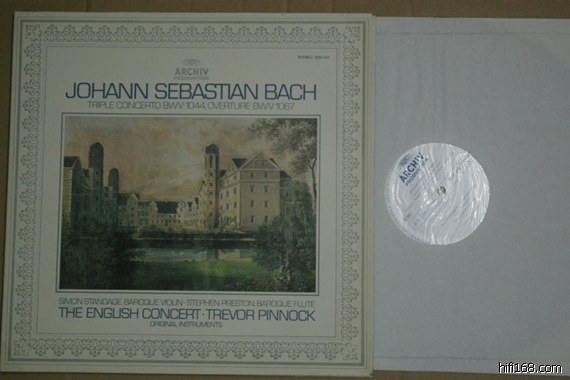 ARCHIV
PRODUKTION
JOHANN SEBASTIAN BACH
TRIPLE CONCERTO BWV 1044, OVERTURE BWV 1067
SIMON STANDAGE, BAROQUE VIOLIN · STEPHEN PRESTON, BAROQUE FLUTE
THE ENGLISH CONCERT · TREVOR PINNOCK
ORIGINAL INSTRUMENTS
ARCHIV
hifi168.com